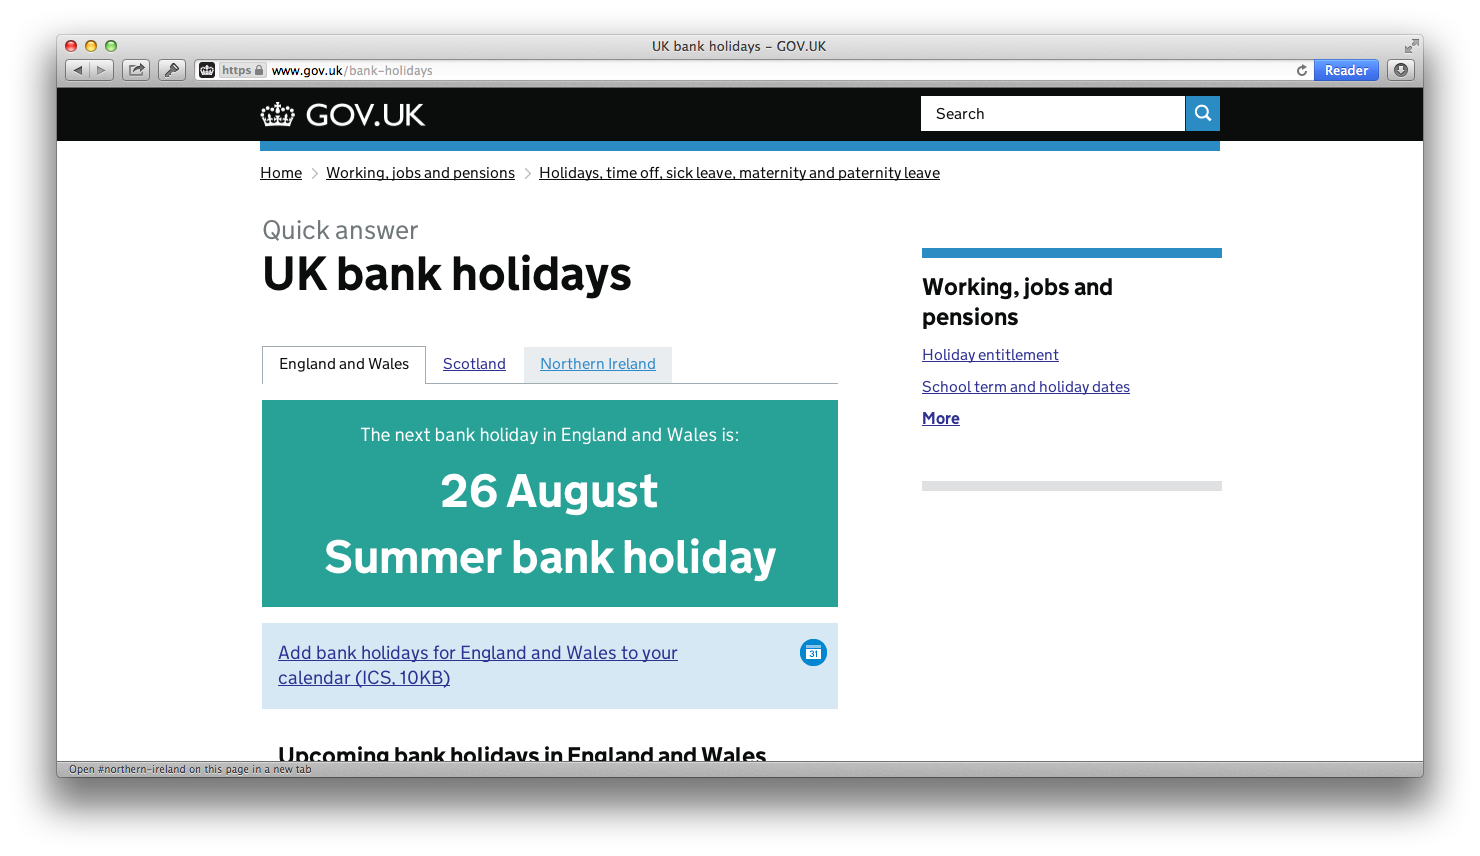 UK bank holidays – GOV.UK
https www.gov.uk/bank-holidays Reader
GOV.UK
Search
Home Working, jobs and pensions Holidays, time off, sick leave, maternity and paternity leave
Quick answer
UK bank holidays
England and Wales Scotland Northern Ireland
The next bank holiday in England and Wales is:
26 August
Summer bank holiday
Add bank holidays for England and Wales to your
calendar (ICS, 10KB)
31
Upcoming bank holidays in England and Wales
Working, jobs and
pensions
Holiday entitlement
School term and holiday dates
More
Open #northern-ireland on this page in a new tab